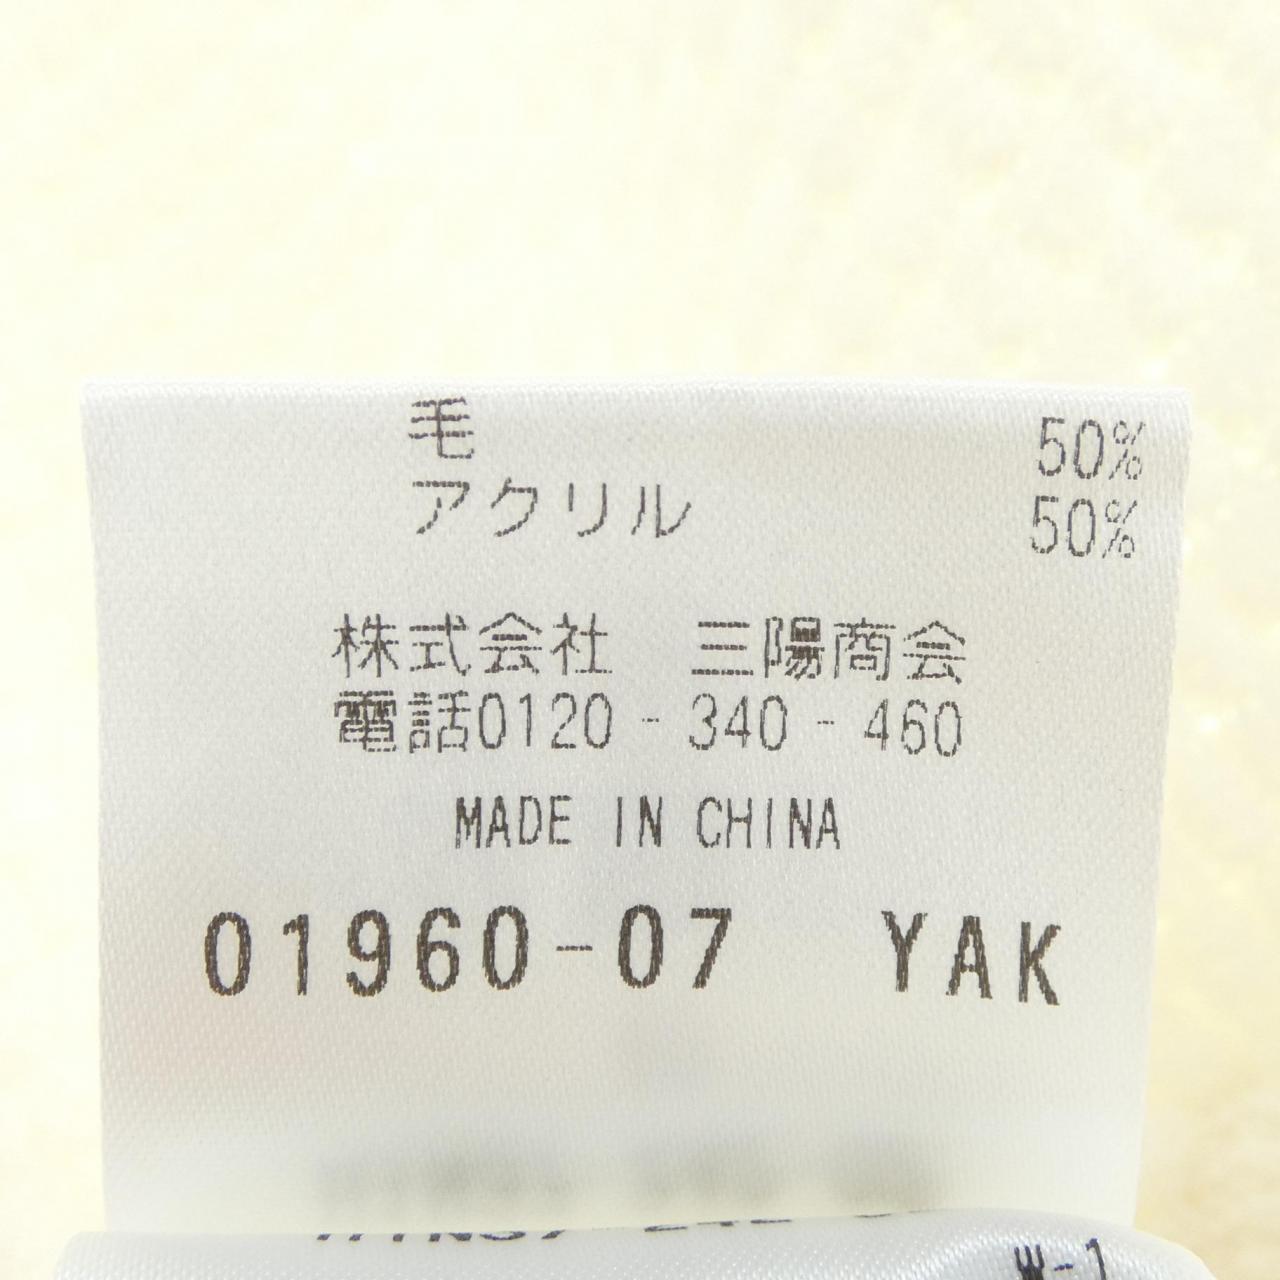 毛 50%
アクリル 50%
株式会社 三陽商会
電話0120-340-460
MADE IN CHINA
01960-07 YAK
W-1